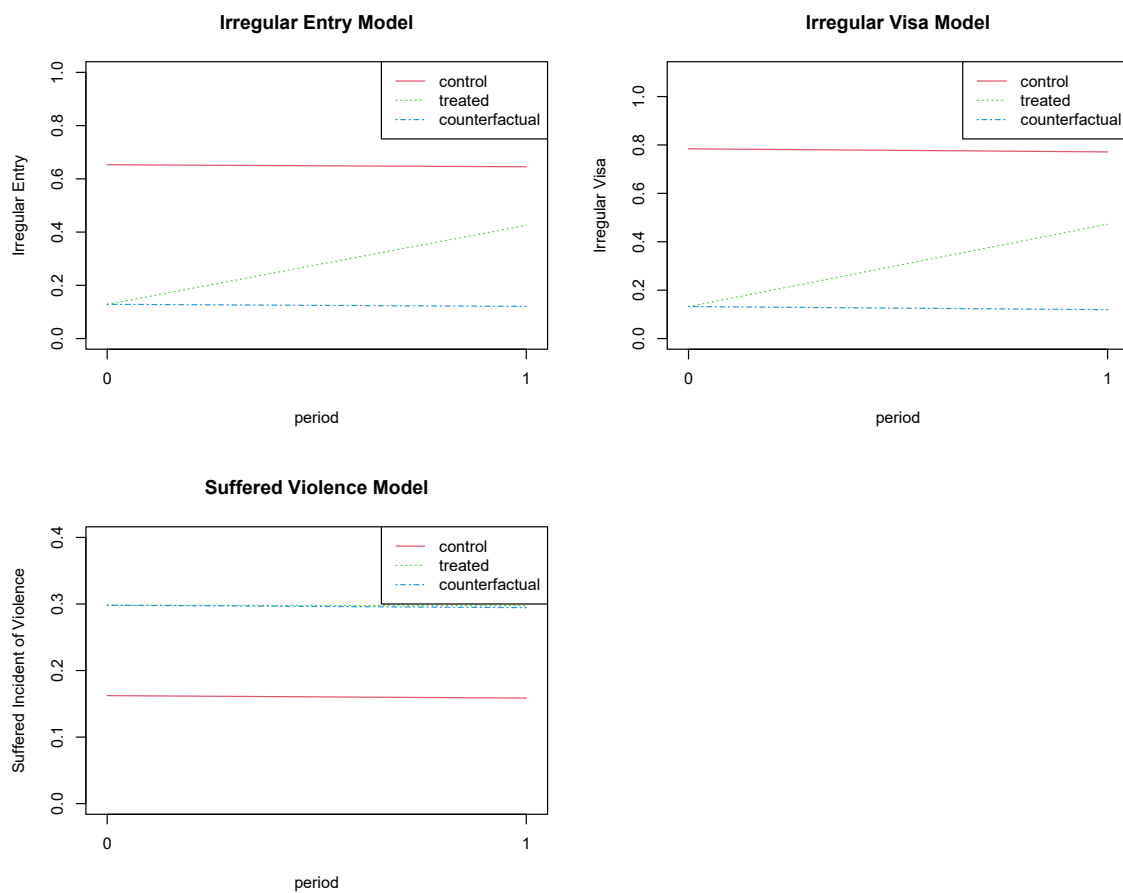 Irregular Entry Model
control
treated
counterfactual
1.0
0.8
0.6
0.4
0.2
0.0
Irregular Entry
0
1
period
Irregular Visa Model
control
treated
counterfactual
1.0
0.8
0.6
0.4
0.2
0.0
Irregular Visa
0
1
period
Suffered Violence Model
control
treated
counterfactual
0.4
0.3
0.2
0.1
0.0
Suffered Incident of Violence
0
1
period